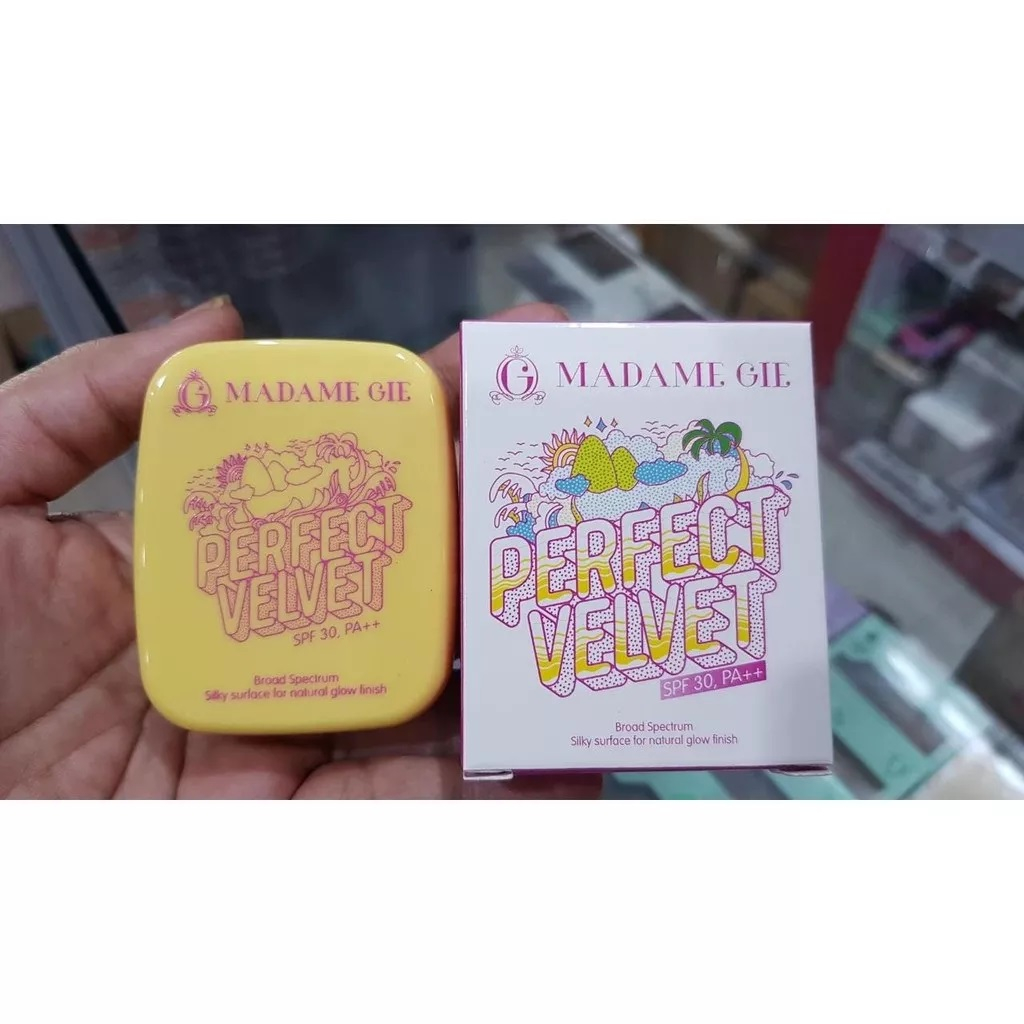 G MADAME GIE
PERFECT
VELVET
SPF 30, PA++
Broad Spectrum
Silky surface for natural glow finish
G MADAME GIE
PERFECT
VELVET
SPF 30, PA++
Broad Spectrum
Silky surface for natural glow finish